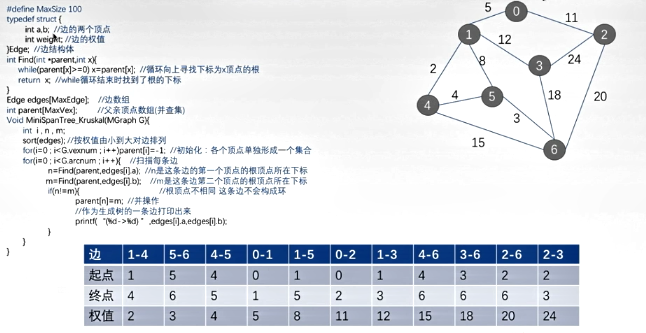 #define MaxSize 100
typedef struct {
int a,b; //边的两个顶点
int weight; //边的权值
}Edge; //边结构体
int Find(int *parent,int x){
while(parent[x]>=0) x=parent[x]; //循环向上寻找下标为x顶点的根
return x; //while循环结束时找到了根的下标
}
Edge edges[MaxEdge]; //边数组
int parent[MaxVex]; //父亲顶点数组(并查集)
Void MiniSpanTree_Kruskal(MGraph G){
int i , n , m;
sort(edges); //按权值由小到大对边排列
for(i=0 ; i<G.vexnum ; i++)parent[i]=-1; //初始化：各个顶点单独形成一个集合
for(i=0 ; i<G.arcnum ; i++){ //扫描每条边
n=Find(parent,edges[i].a); //n是这条边的第一个顶点的根顶点所在下标
m=Find(parent,edges[i].b); //m是这条边第二个顶点的根顶点所在下标
if(n!=m){ //根顶点不相同 这条边不会构成环
parent[n]=m; //并操作
//作为生成树的一条边打印出来
printf( "(%d->%d) " ,edges[i].a,edges[i].b);
}
}
}
5
0
11
1
12
2
8
3
24
2
4
4
5
18
20
3
15
6
边 1-4 5-6 4-5 0-1 1-5 0-2 1-3 4-6 3-6 2-6 2-3
起点 1 5 4 0 1 0 1 4 3 2 2
终点 4 6 5 1 5 2 3 6 6 6 3
权值 2 3 4 5 8 11 12 15 18 20 24